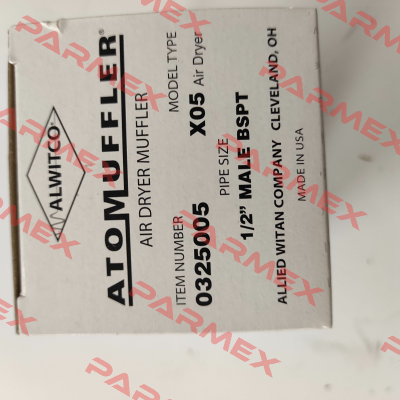 ALWITCO®
ATOMUFFLER®
AIR DRYER MUFFLER
ITEM NUMBER MODEL TYPE
0325005 X05 Air Dryer
PIPE SIZE
1/2" MALE BSPT
ALLIED WITAN COMPANY CLEVELAND, OH
MADE IN USA
PARMEX
PARMEX
PARMEX
PARMEX
PARMEX